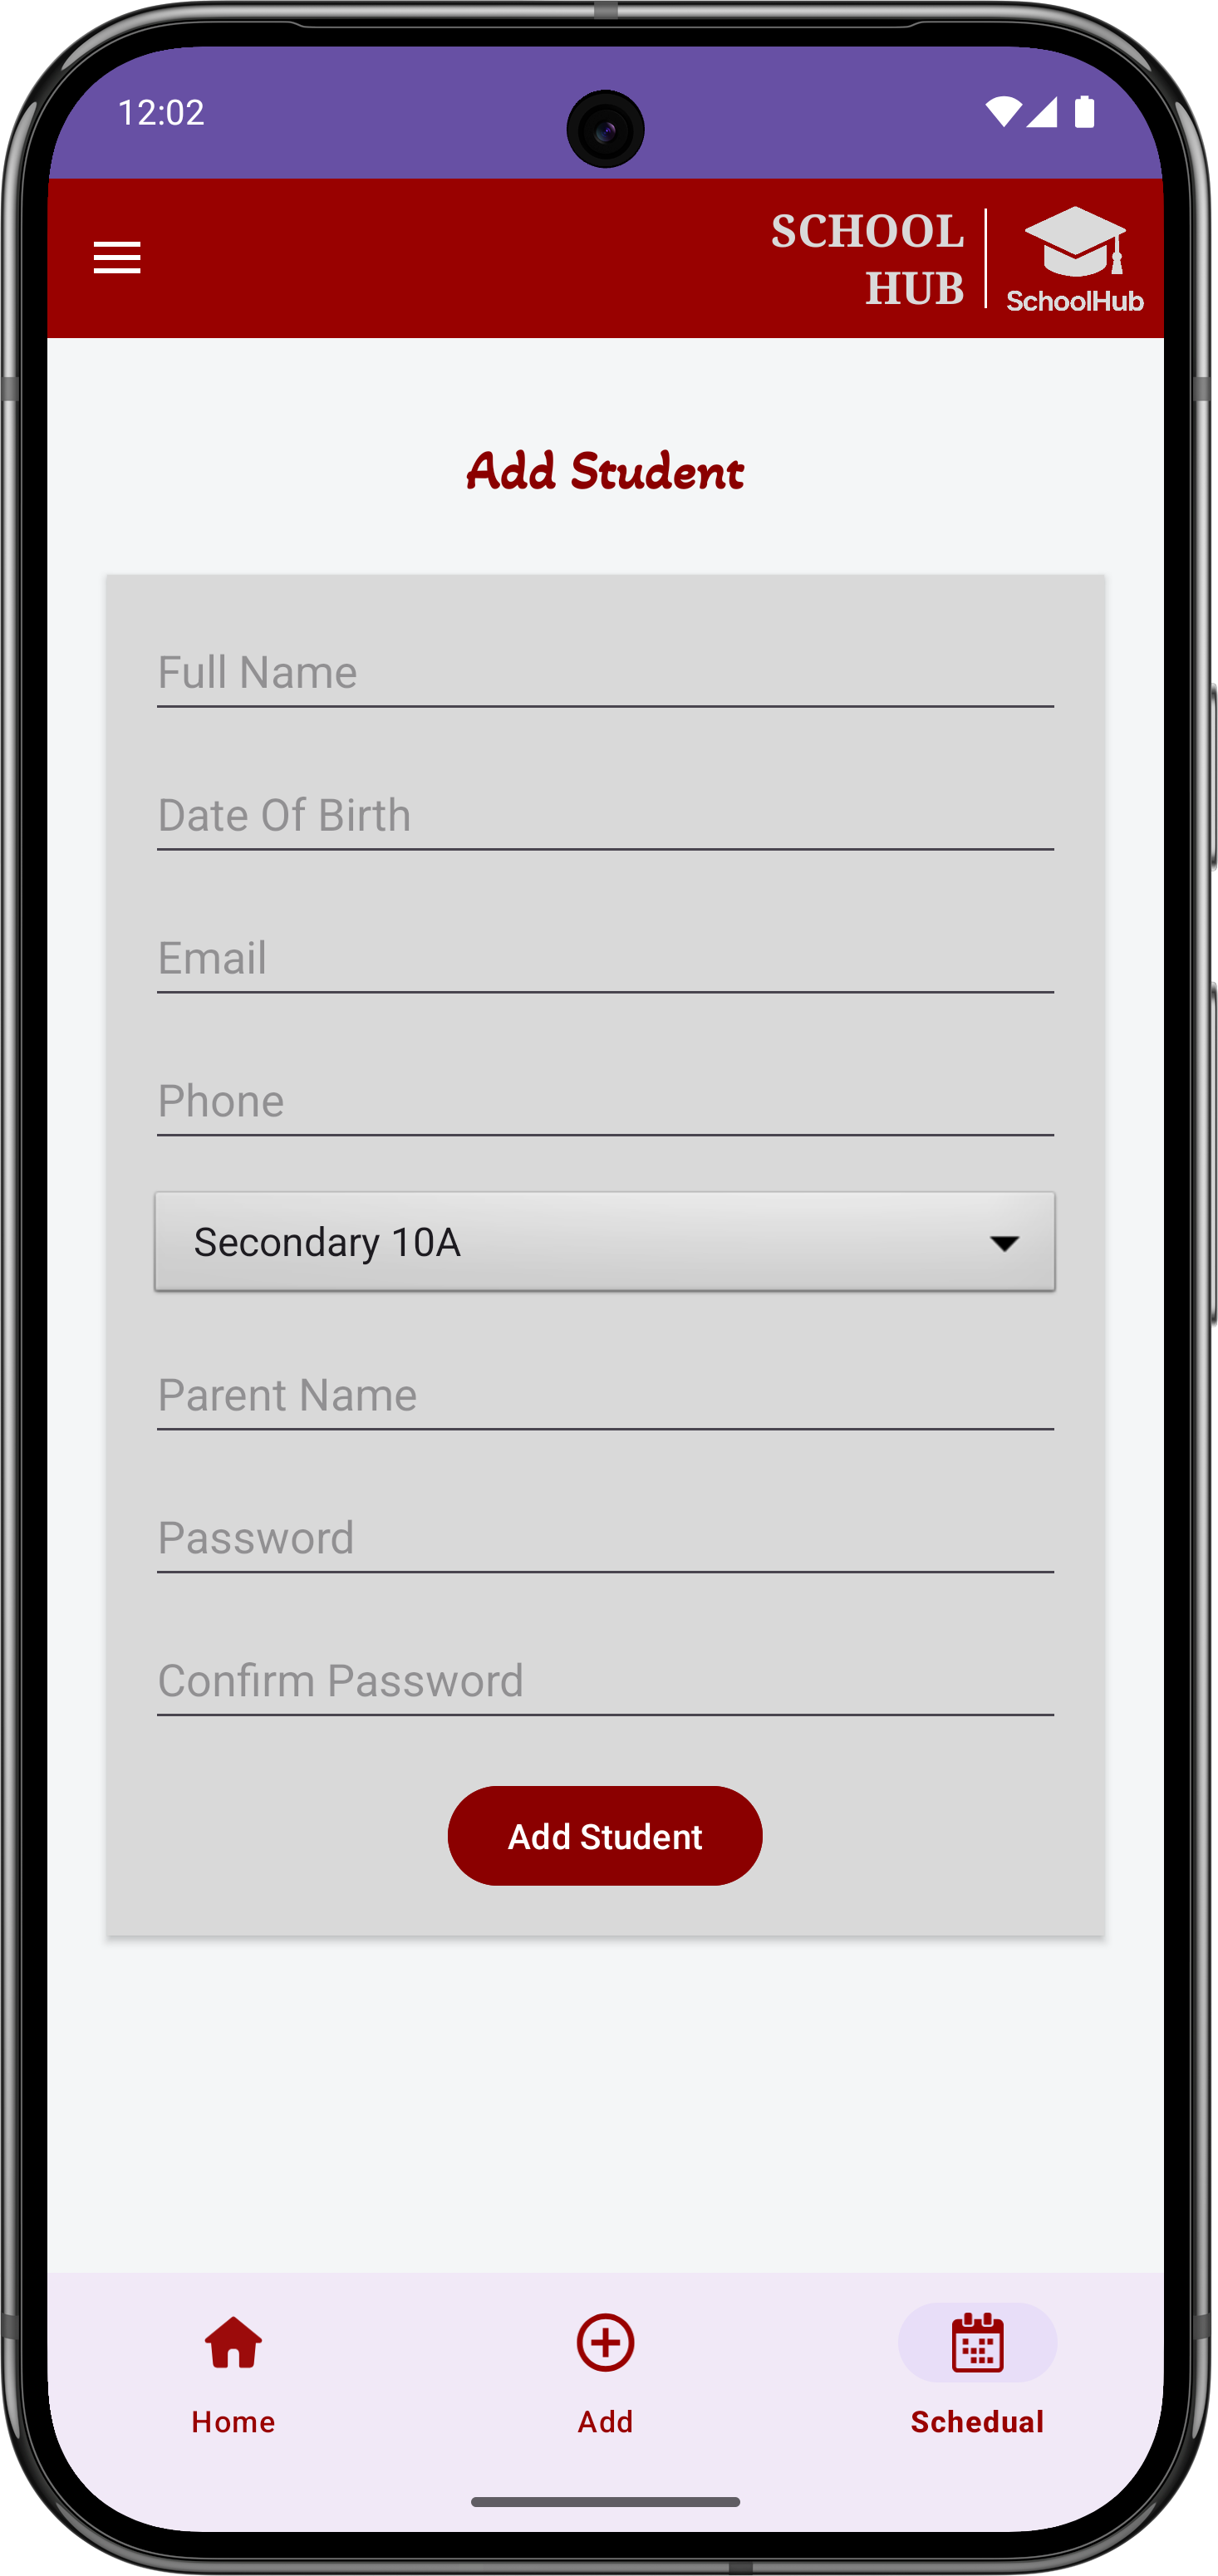 12:02
SCHOOL
HUB
SchoolHub
Add Student
Full Name
Date Of Birth
Email
Phone
Secondary 10A
Parent Name
Password
Confirm Password
Add Student
Home
Add
Schedual